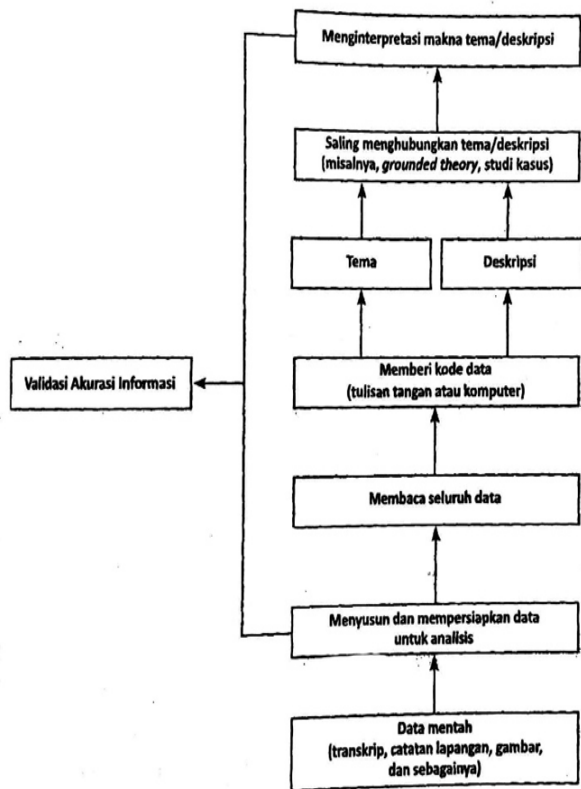 Menginterpretasi makna tema/deskripsi
Saling menghubungkan tema/deskripsi
(misalnya, grounded theory, studi kasus)
Tema
Deskripsi
Validasi Akurasi Informasi
Memberi kode data
(tulisan tangan atau komputer)
Membaca seluruh data
Menyusun dan mempersiapkan data
untuk analisis
Data mentah
(transkrip, catatan lapangan, gambar,
dan sebagainya)